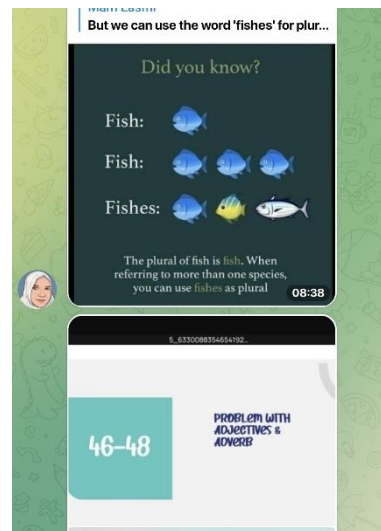 But we can use the word 'fishes' for plur...
Did you know?
Fish:
Fish:
Fishes:
The plural of fish is fish. When
referring to more than one species,
you can use fishes as plural
08:38
5_6330088354654192...
46-48
PROBLEM WITH
ADJECTIVES &
ADVERB